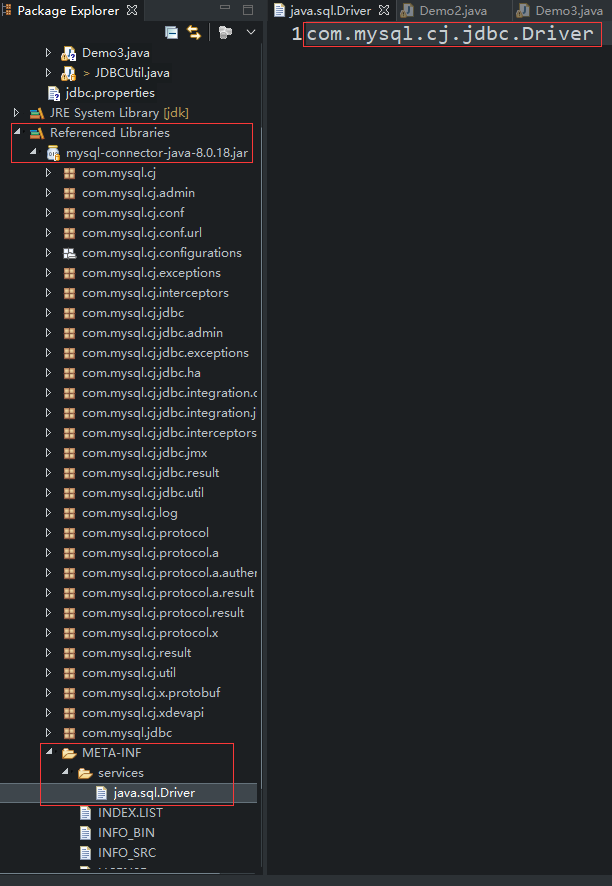 Package Explorer
Demo3.java
> JDBCUtil.java
jdbc.properties
JRE System Library [jdk]
Referenced Libraries
mysql-connector-java-8.0.18.jar
com.mysql.cj
com.mysql.cj.admin
com.mysql.cj.conf
com.mysql.cj.conf.url
com.mysql.cj.configurations
com.mysql.cj.exceptions
com.mysql.cj.interceptors
com.mysql.cj.jdbc
com.mysql.cj.jdbc.admin
com.mysql.cj.jdbc.exceptions
com.mysql.cj.jdbc.ha
com.mysql.cj.jdbc.integration.c
com.mysql.cj.jdbc.integration.j
com.mysql.cj.jdbc.interceptors
com.mysql.cj.jdbc.jmx
com.mysql.cj.jdbc.result
com.mysql.cj.jdbc.util
com.mysql.cj.log
com.mysql.cj.protocol
com.mysql.cj.protocol.a
com.mysql.cj.protocol.a.auther
com.mysql.cj.protocol.a.result
com.mysql.cj.protocol.result
com.mysql.cj.protocol.x
com.mysql.cj.result
com.mysql.cj.util
com.mysql.cj.x.protobuf
com.mysql.cj.xdevapi
com.mysql.jdbc
META-INF
services
java.sql.Driver
INDEX.LIST
INFO_BIN
INFO_SRC
java.sql.Driver Demo2.java Demo3.java
1 com.mysql.cj.jdbc.Driver